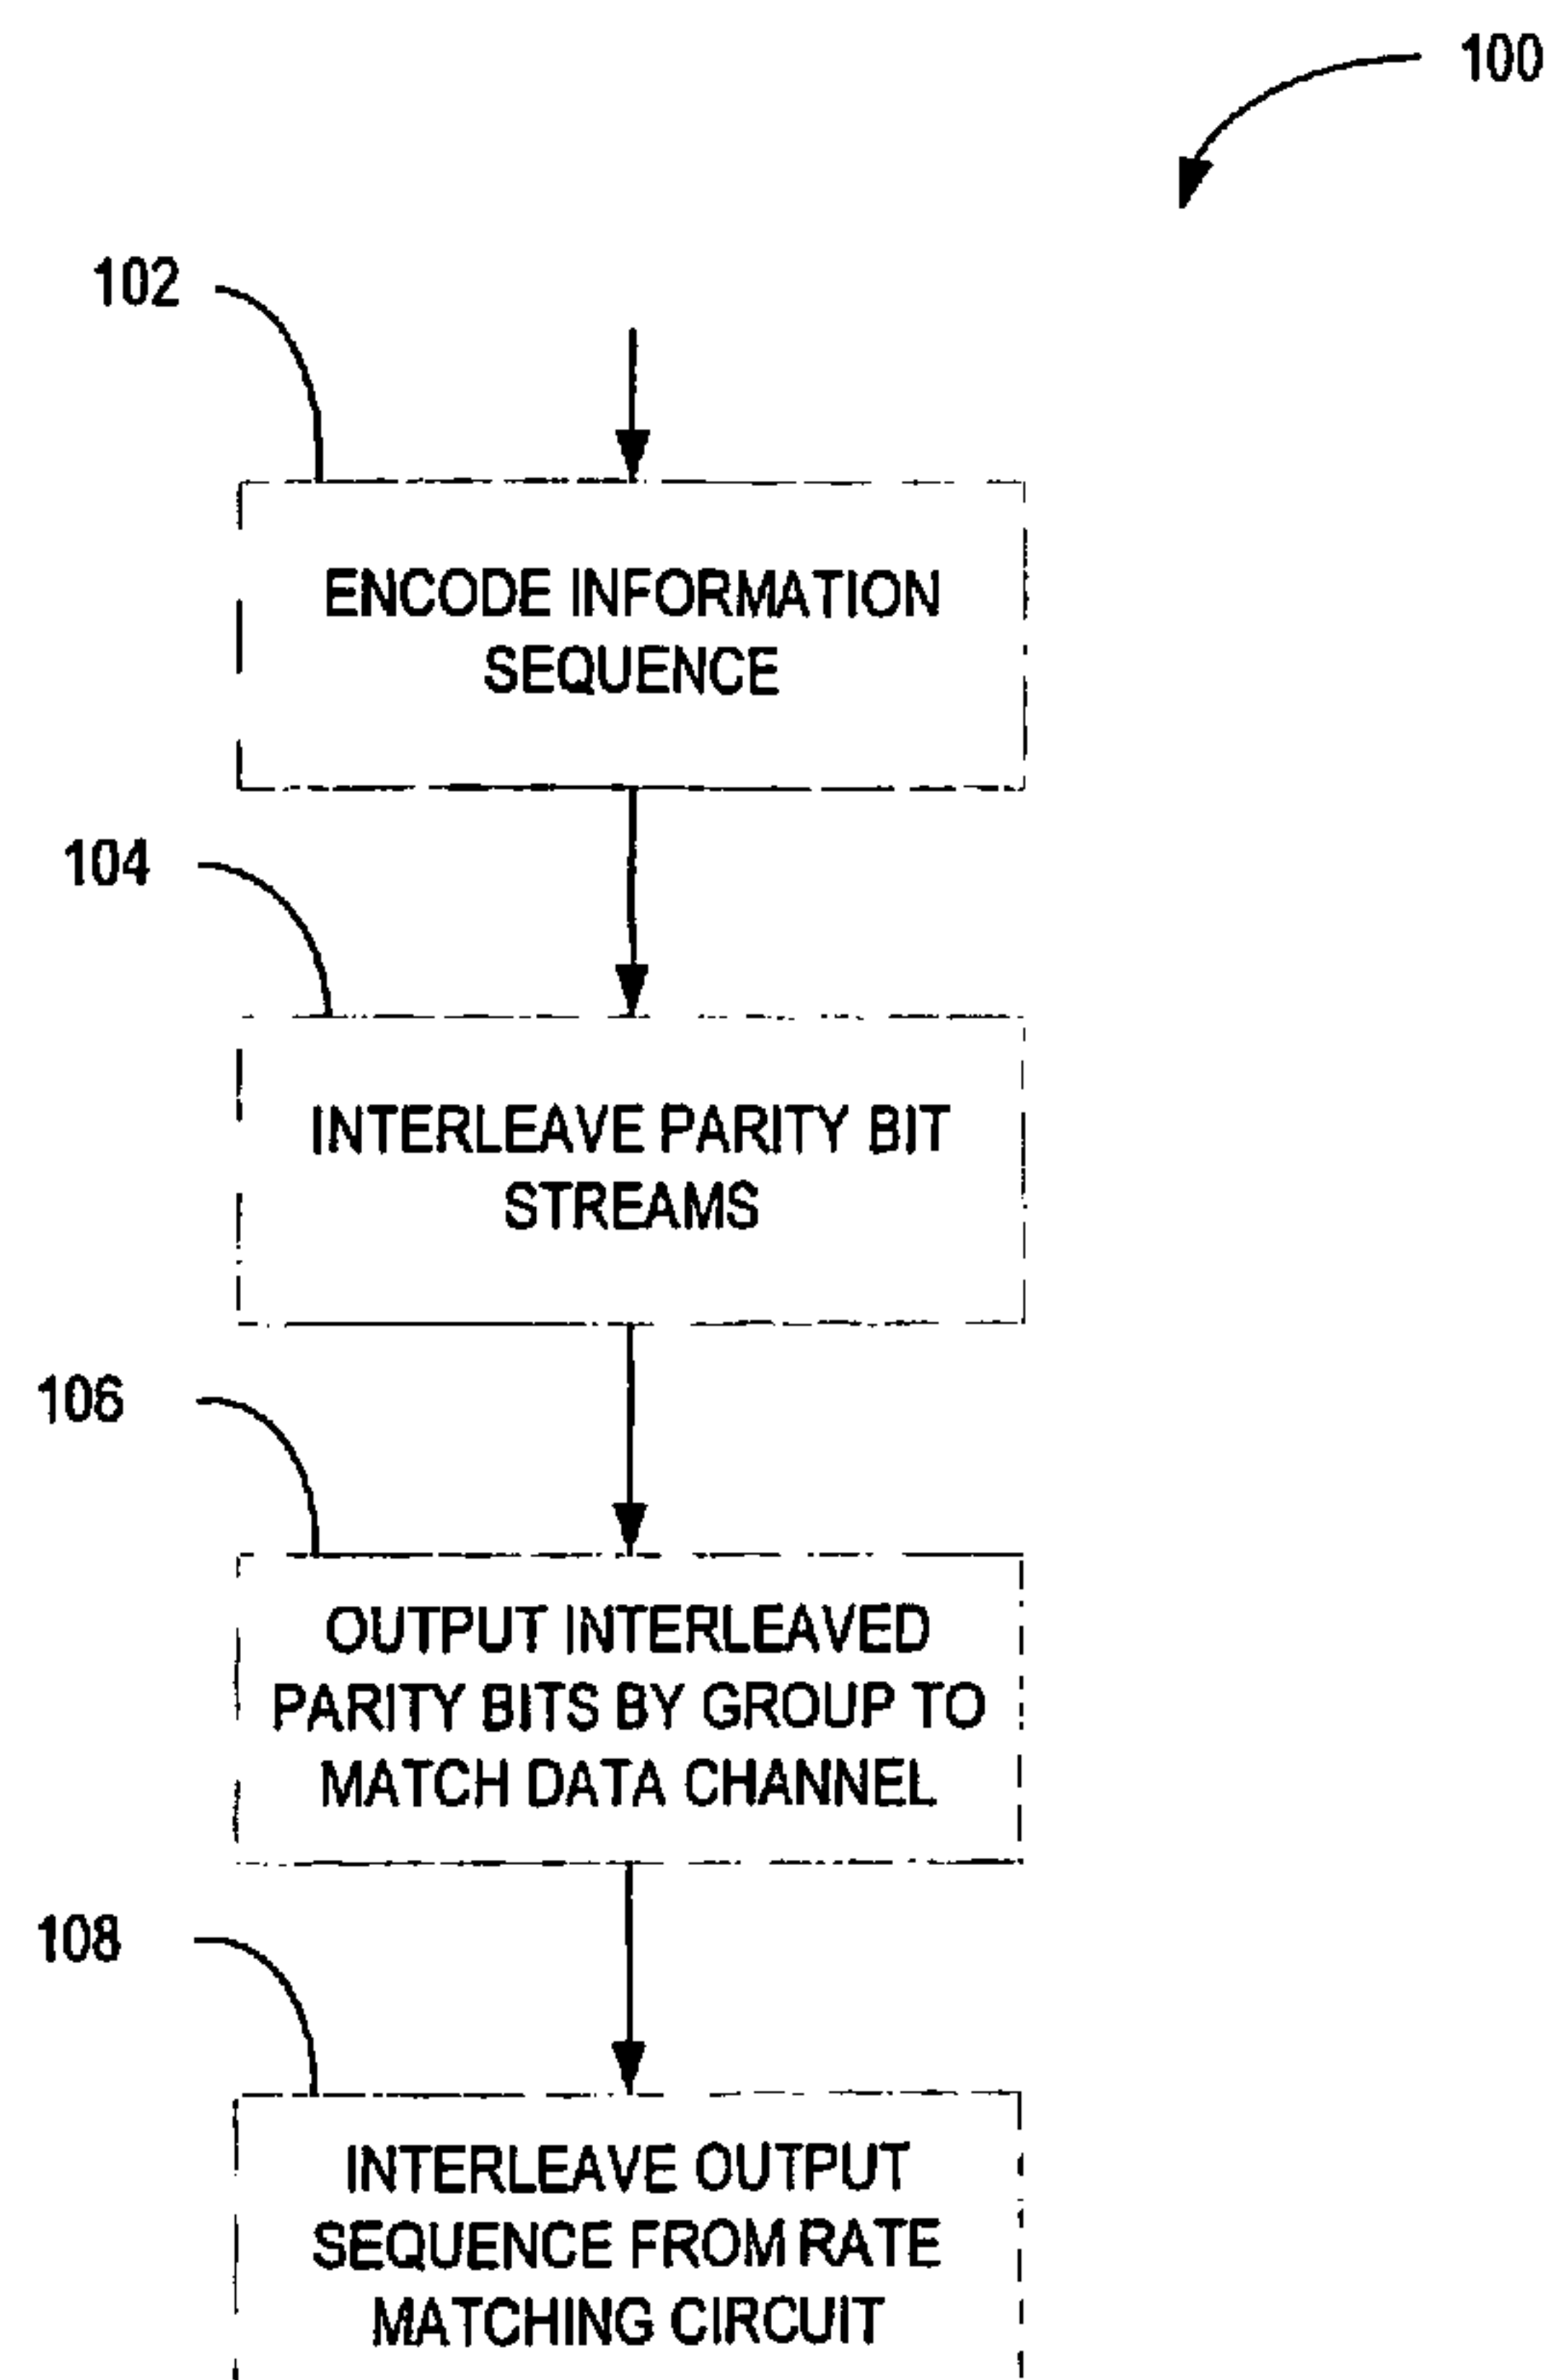 100
102
ENCODE INFORMATION
SEQUENCE
104
INTERLEAVE PARITY BIT
STREAMS
106
OUTPUT INTERLEAVED
PARITY BITS BY GROUP TO
MATCH DATA CHANNEL
108
INTERLEAVE OUTPUT
SEQUENCE FROM RATE
MATCHING CIRCUIT